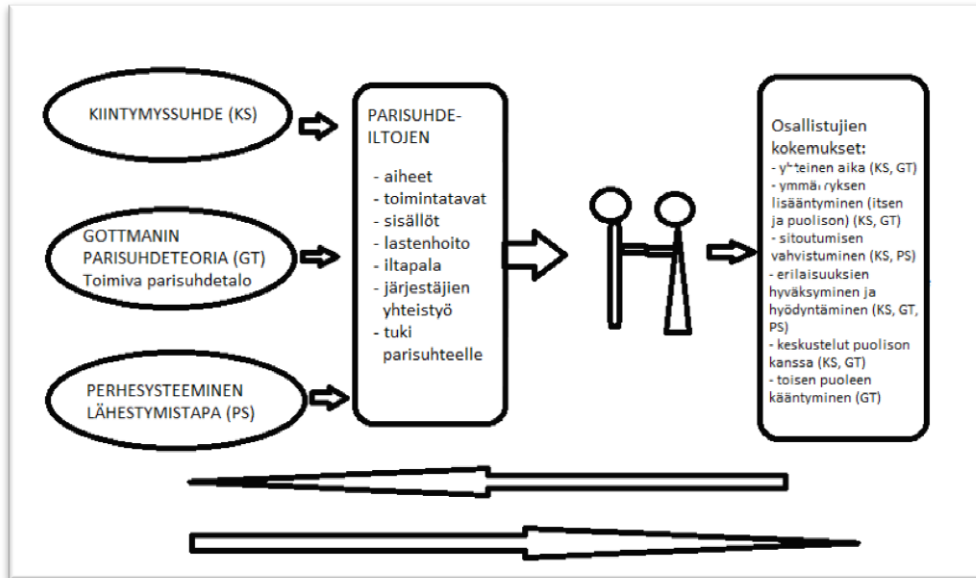 KIINTYMYSSUHDE (KS)
GOTTMANIN
PARISUHDETEORIA (GT)
Toimiva parisuhdetalo
PERHESYSTEEMINEN
LÄHESTYMISTAPA (PS)
PARISUHDE-
ILTOJEN
- aiheet
- toimintatavat
- sisällöt
- lastenhoito
- iltapala
- järjestäjien
yhteistyö
- tuki
parisuhteelle
Osallistujien
kokemukset:
- yhteinen aika (KS, GT)
- ymmärryksen
lisääntyminen (itsen
ja puolison) (KS, GT)
- sitoutumisen
vahvistuminen (KS, PS)
- erilaisuuksien
hyväksyminen ja
hyödyntäminen (KS, GT,
PS)
- keskustelut puolison
kanssa (KS, GT)
- toisen puoleen
kääntyminen (GT)